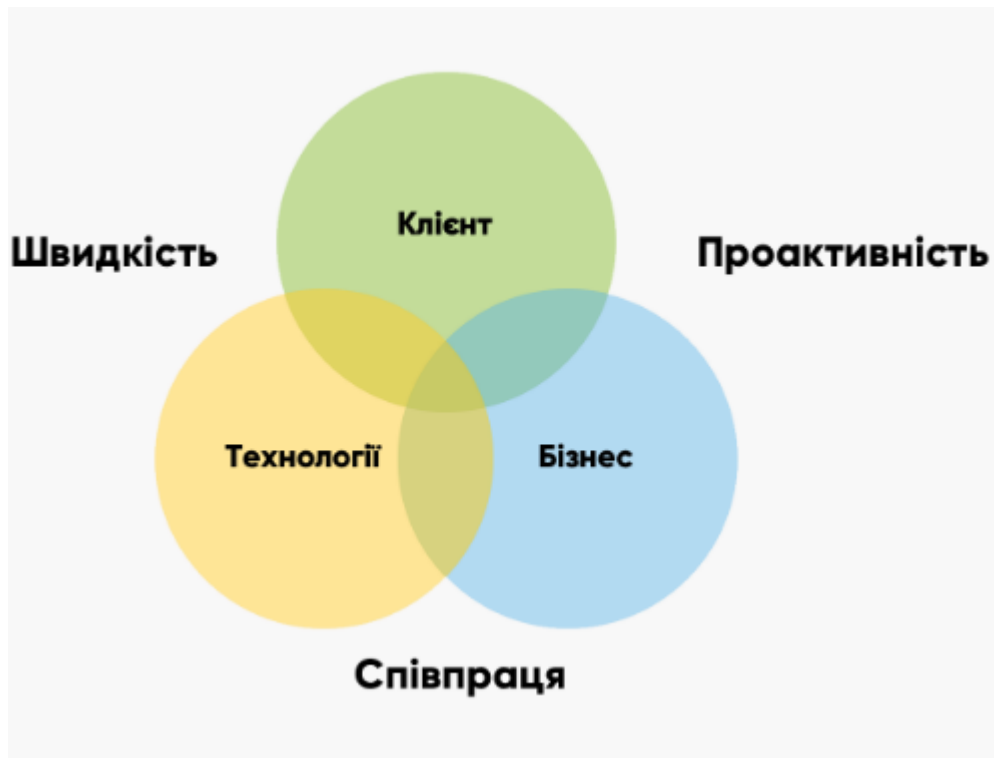 Клієнт
Швидкість
Проактивність
Технології
Бізнес
Співпраця